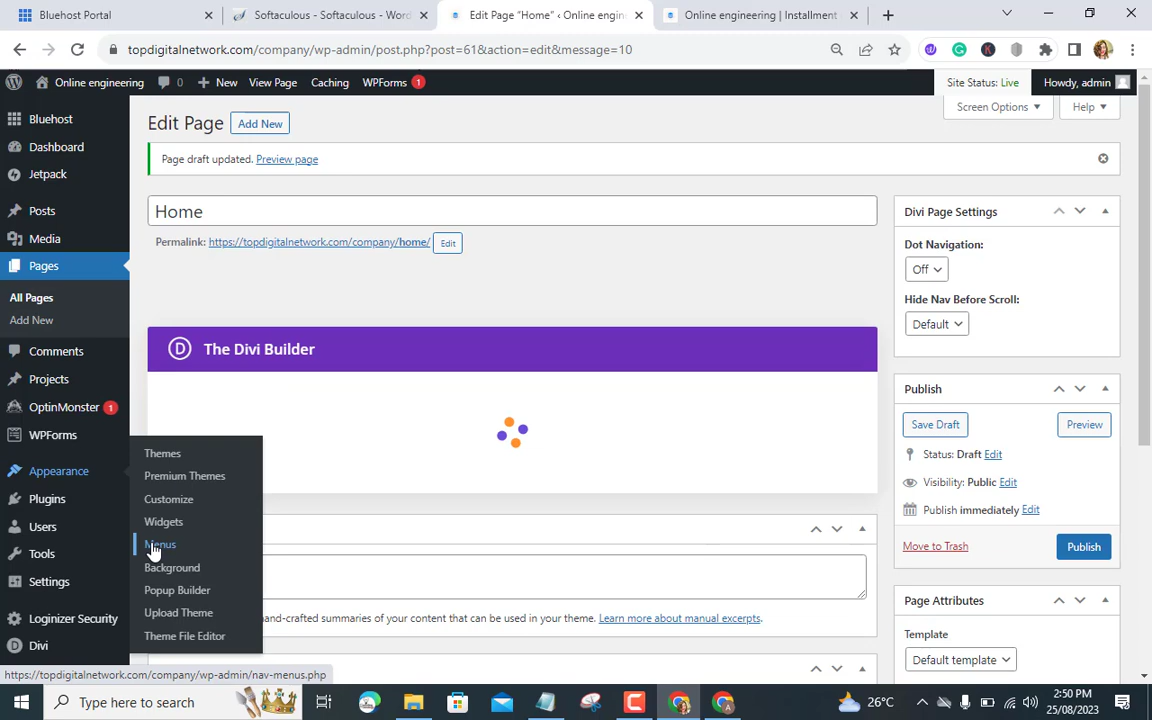 Bluehost Portal
Softaculous - Softaculous - Wor
Edit Page “Home” ‹ Online engin
Online engineering | Installment
topdigitalnetwork.com/company/wp-admin/post.php?post=61&action=edit&message=10
Online engineering
0
New
View Page
Caching
WPForms
1
Site Status: Live
Howdy, admin
Screen Options
Help
Bluehost
Dashboard
Jetpack
Posts
Media
Pages
All Pages
Add New
Comments
Projects
OptinMonster
1
WPForms
Appearance
Plugins
Users
Tools
Settings
Loginizer Security
Divi
Themes
Premium Themes
Customize
Widgets
Menus
Background
Popup Builder
Upload Theme
Theme File Editor
Edit Page
Add New
Page draft updated. Preview page
Home
Permalink: https://topdigitalnetwork.com/company/home/
Edit
The Divi Builder
hand-crafted summaries of your content that can be used in your theme. Learn more about manual excerpts.
Divi Page Settings
Dot Navigation:
Off
Hide Nav Before Scroll:
Default
Publish
Save Draft
Preview
Status: Draft Edit
Visibility: Public Edit
Publish immediately Edit
Move to Trash
Publish
Page Attributes
Template
Default template
https://topdigitalnetwork.com/company/wp-admin/nav-menus.php
Type here to search
26°C
2:50 PM
25/08/2023